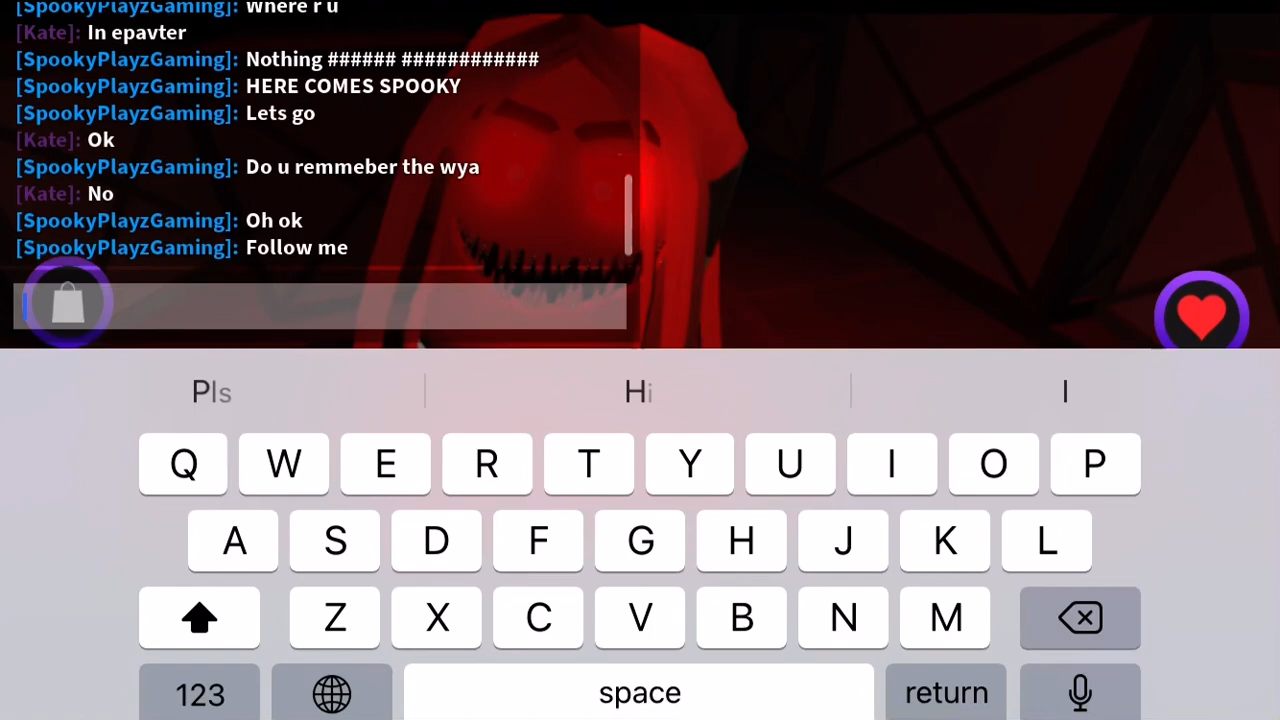 [SpookyPlayzGaming]: Where r u
[Kate]: In epavter
[SpookyPlayzGaming]: Nothing ###### ############
[SpookyPlayzGaming]: HERE COMES SPOOKY
[SpookyPlayzGaming]: Lets go
[Kate]: Ok
[SpookyPlayzGaming]: Do u remmeber the wya
[Kate]: No
[SpookyPlayzGaming]: Oh ok
[SpookyPlayzGaming]: Follow me
Pls Hi I
Q W E R T Y U I O P
A S D F G H J K L
Z X C V B N M
123 space return